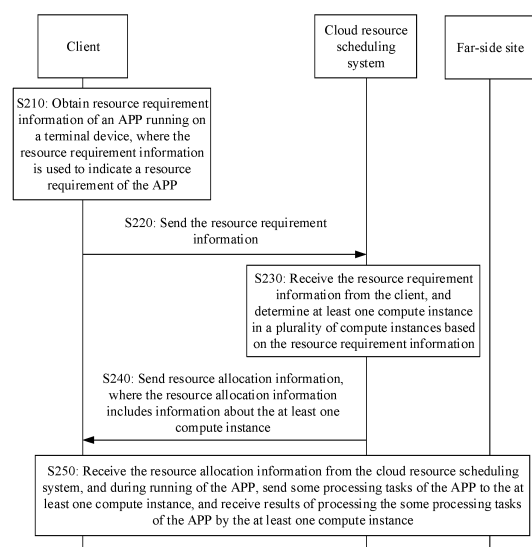 Client
Cloud resource
scheduling
system
Far-side site
S210: Obtain resource requirement
information of an APP running on
a terminal device, where the
resource requirement information
is used to indicate a resource
requirement of the APP
S220: Send the resource requirement
information
S230: Receive the resource requirement
information from the client, and
determine at least one compute instance
in a plurality of compute instances based
on the resource requirement information
S240: Send resource allocation information,
where the resource allocation information
includes information about the at least one
compute instance
S250: Receive the resource allocation information from the cloud resource scheduling
system, and during running of the APP, send some processing tasks of the APP to the at
least one compute instance, and receive results of processing the some processing tasks
of the APP by the at least one compute instance